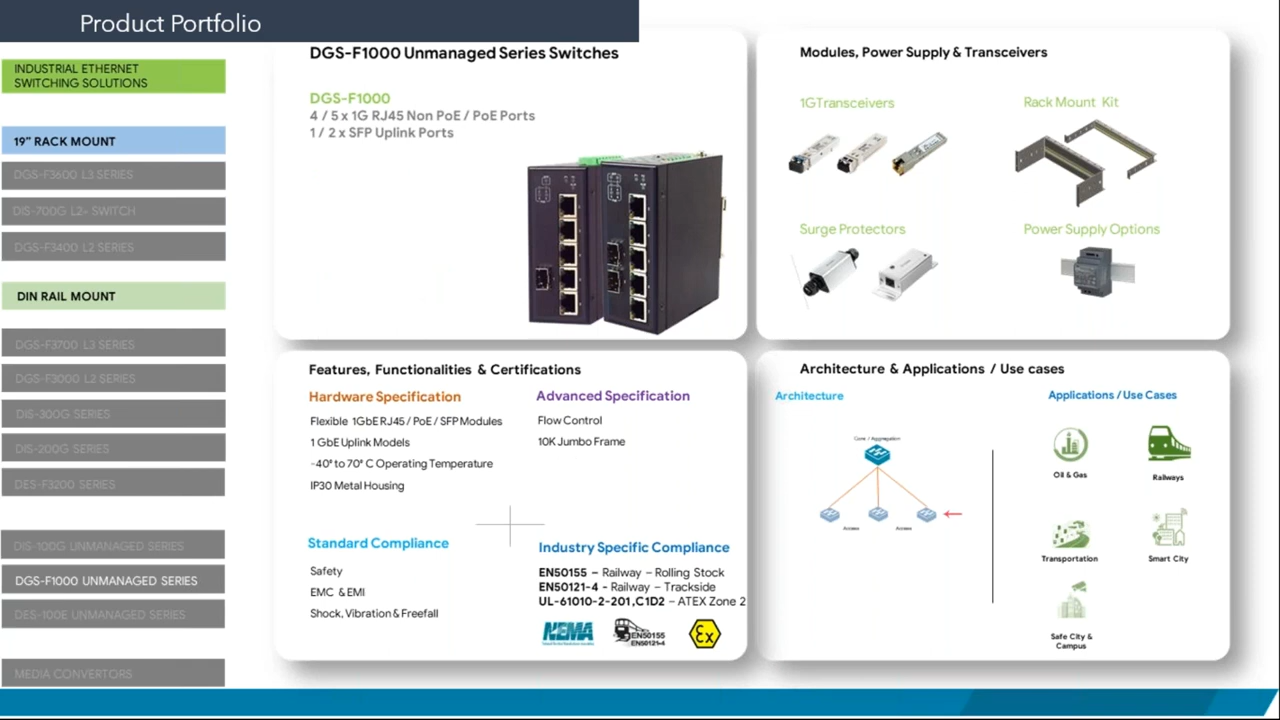 Product Portfolio
INDUSTRIAL ETHERNET
SWITCHING SOLUTIONS
19” RACK MOUNT
DGS-F3600 L3 SERIES
DIS-700G L2+ SWITCH
DGS-F3400 L2 SERIES
DIN RAIL MOUNT
DGS-F3700 L3 SERIES
DGS-F3000 L2 SERIES
DIS-300G SERIES
DIS-200G SERIES
DES-F3200 SERIES
DIS-100G UNMANAGED SERIES
DGS-F1000 UNMANAGED SERIES
DES-100E UNMANAGED SERIES
MEDIA CONVERTORS
DGS-F1000 Unmanaged Series Switches
DGS-F1000
4 / 5 x 1G RJ45 Non PoE / PoE Ports
1 / 2 x SFP Uplink Ports
Modules, Power Supply & Transceivers
1GTransceivers
Rack Mount Kit
Surge Protectors
Power Supply Options
Features, Functionalities & Certifications
Hardware Specification
Flexible 1GbE RJ45 / PoE / SFP Modules
1 GbE Uplink Models
-40° to 70° C Operating Temperature
IP30 Metal Housing
Advanced Specification
Flow Control
10K Jumbo Frame
Standard Compliance
Safety
EMC & EMI
Shock, Vibration & Freefall
Industry Specific Compliance
EN50155 – Railway – Rolling Stock
EN50121-4 - Railway – Trackside
UL-61010-2-201,C1D2 – ATEX Zone 2
NEMA
EN50155
EN50121-4
Ex
Architecture & Applications / Use cases
Architecture
Core / Aggregation
Access
Access
Applications / Use Cases
Oil & Gas
Railways
Transportation
Smart City
Safe City &
Campus